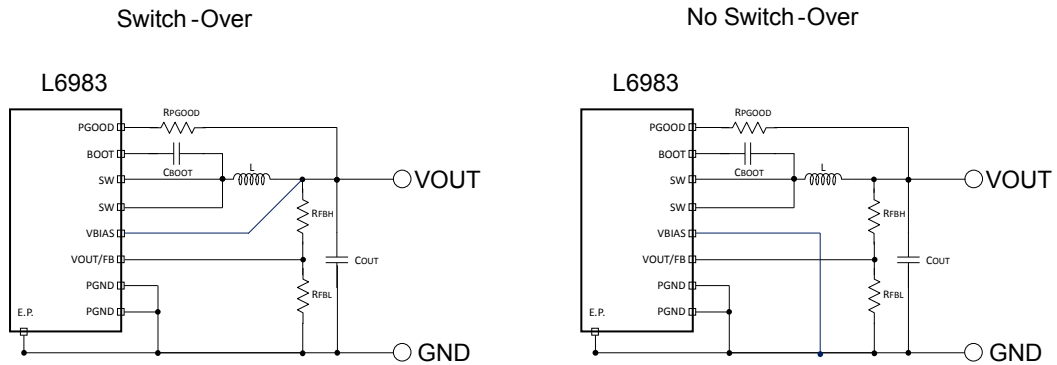 Switch-Over
No Switch-Over
L6983
RPGOOD
PGOOD
BOOT
CBOOT
L
SW
VOUT
SW
RFBH
VBIAS
VOUT/FB
COUT
PGND
RFBL
E.P.
PGND
GND
L6983
RPGOOD
PGOOD
BOOT
CBOOT
L
SW
VOUT
SW
RFBH
VBIAS
VOUT/FB
COUT
PGND
RFBL
E.P.
PGND
GND